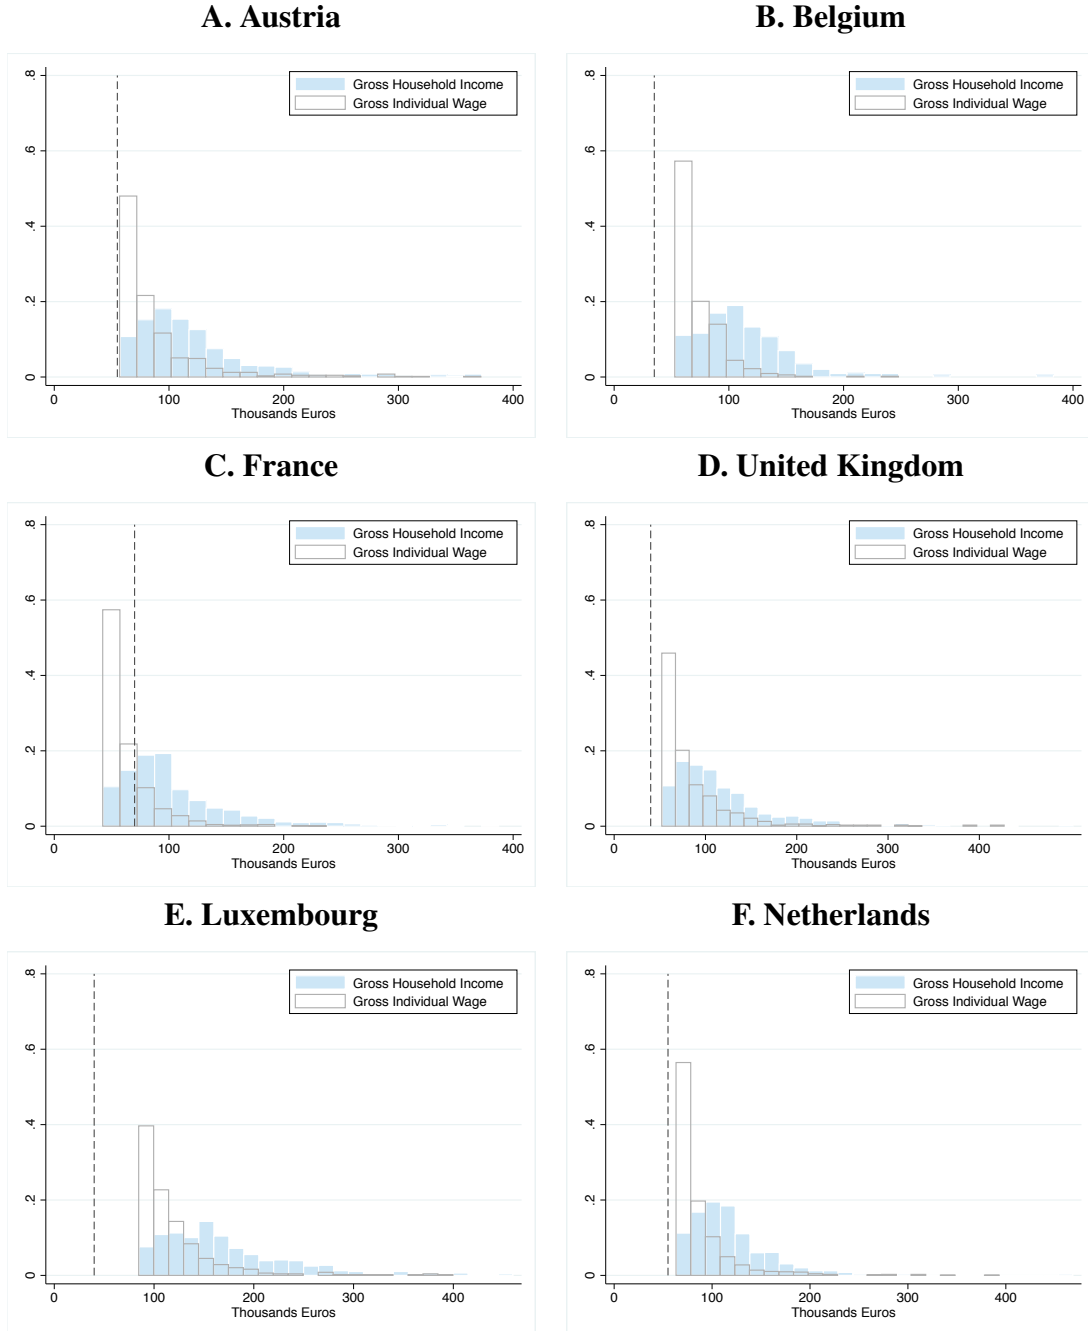 A. Austria
.8
.6
.4
.2
0
Gross Household Income
Gross Individual Wage
0 100 200 300 400
Thousands Euros
B. Belgium
.8
.6
.4
.2
0
Gross Household Income
Gross Individual Wage
0 100 200 300 400
Thousands Euros
C. France
.8
.6
.4
.2
0
Gross Household Income
Gross Individual Wage
0 100 200 300 400
Thousands Euros
D. United Kingdom
.8
.6
.4
.2
0
Gross Household Income
Gross Individual Wage
0 100 200 300 400
Thousands Euros
E. Luxembourg
.8
.6
.4
.2
0
Gross Household Income
Gross Individual Wage
0 100 200 300 400
Thousands Euros
F. Netherlands
.8
.6
.4
.2
0
Gross Household Income
Gross Individual Wage
0 100 200 300 400
Thousands Euros